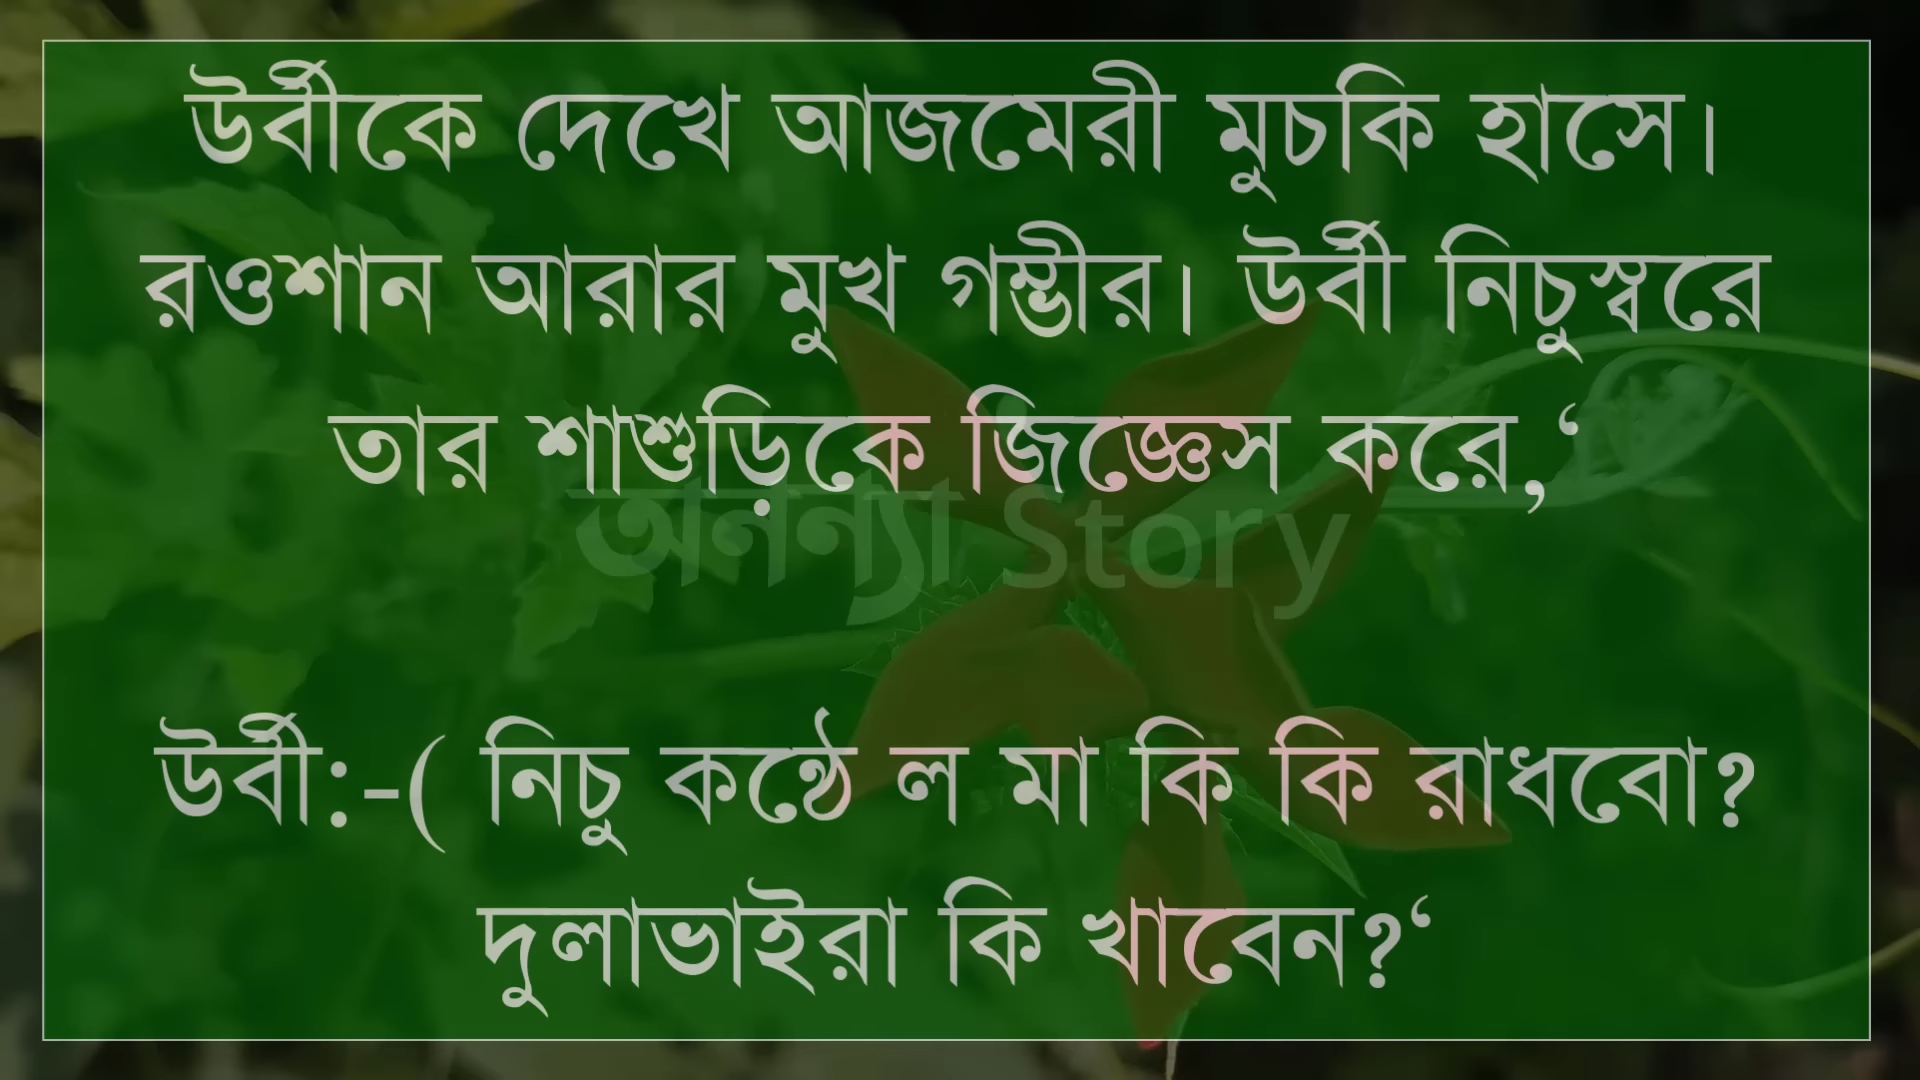 উর্বীকে দেখে আজমেরী মুচকি হাসে।
রওশান আরার মুখ গম্ভীর। উর্বী নিচুস্বরে
তার শাশুড়িকে জিজ্ঞেস করে,‘
অনন্যা Story
উর্বী:-( নিচু কন্ঠে ল মা কি কি রাধবো?
দুলাভাইরা কি খাবেন?‘